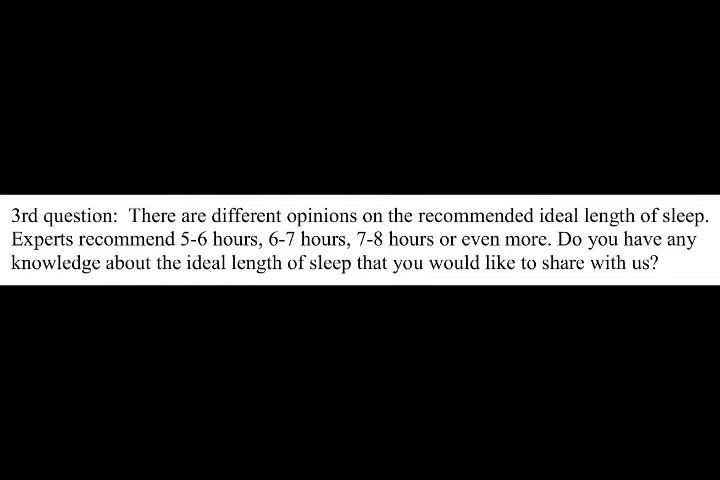 3rd question:  There are different opinions on the recommended ideal length of sleep.
Experts recommend 5-6 hours, 6-7 hours, 7-8 hours or even more. Do you have any
knowledge about the ideal length of sleep that you would like to share with us?